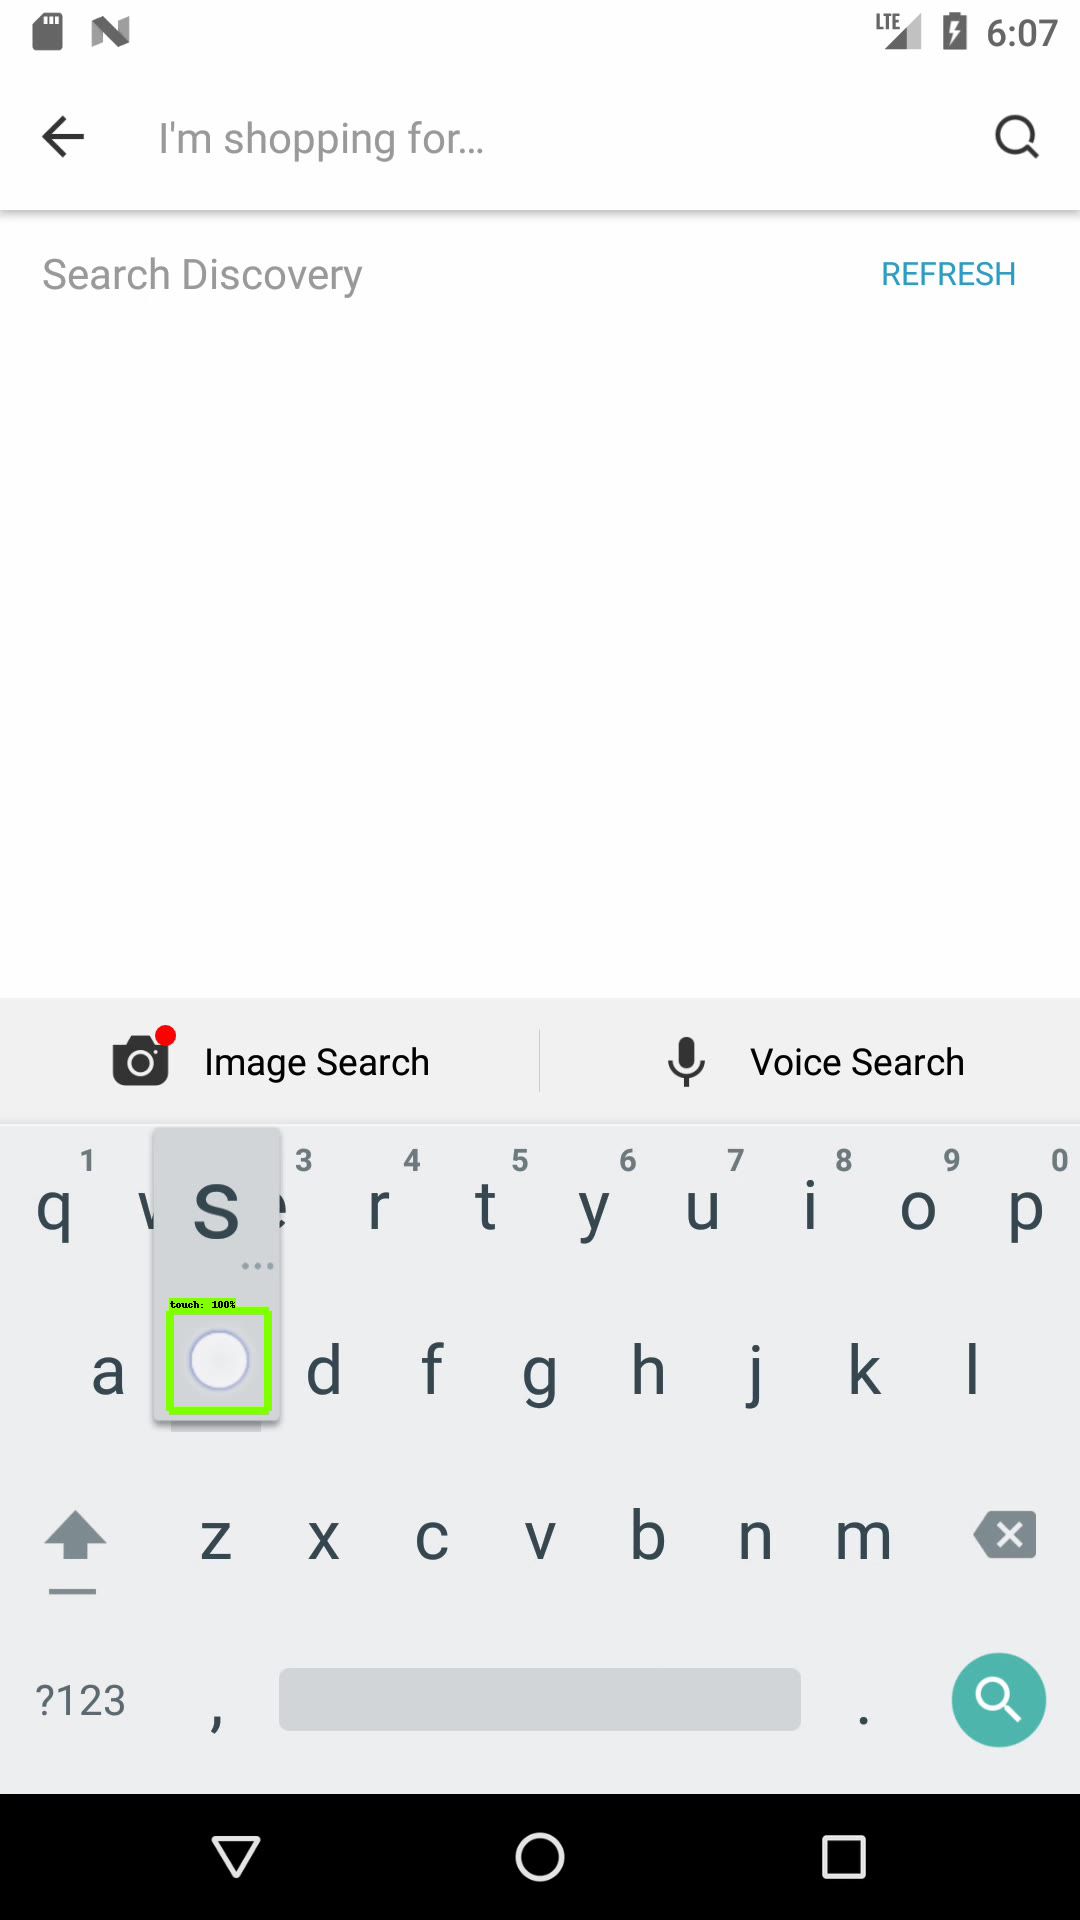 LTE 6:07
I'm shopping for...
Search Discovery REFRESH
Image Search Voice Search
1 3 4 5 6 7 8 9 0
q s r t y u i o p
touch: 100%
a d f g h j k l
z x c v b n m
?123 , .